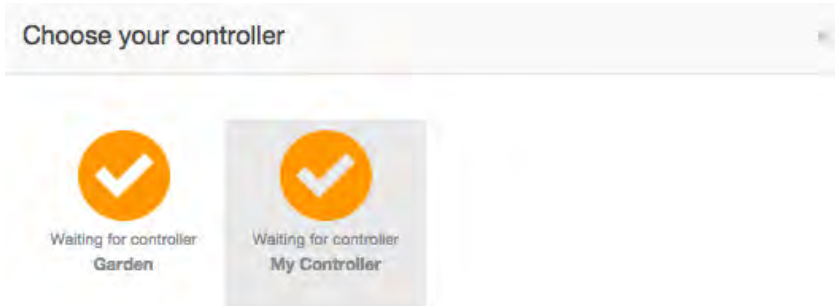 Choose your controller
Waiting for controller
Garden
Waiting for controller
My Controller